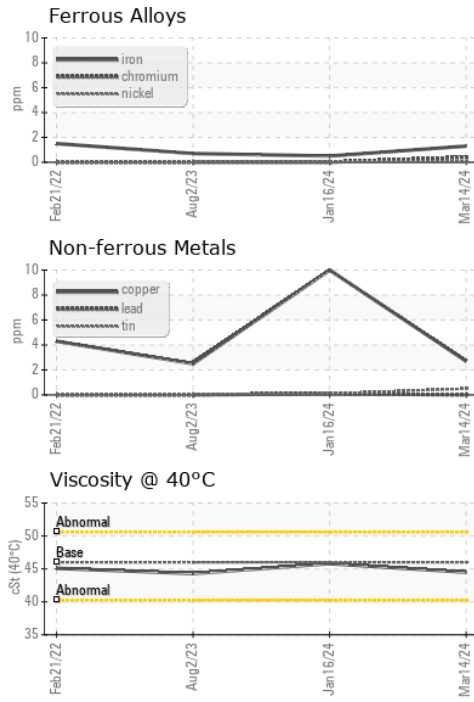 Ferrous Alloys
10
8
6
4
2
0
ppm
iron
chromium
nickel
Feb21/22
Aug2/23
Jan16/24
Mar14/24
Non-ferrous Metals
10
8
6
4
2
0
ppm
copper
lead
tin
Feb21/22
Aug2/23
Jan16/24
Mar14/24
Viscosity @ 40°C
55
50
45
40
35
cSt (40°C)
Abnormal
Base
Abnormal
Feb21/22
Aug2/23
Jan16/24
Mar14/24